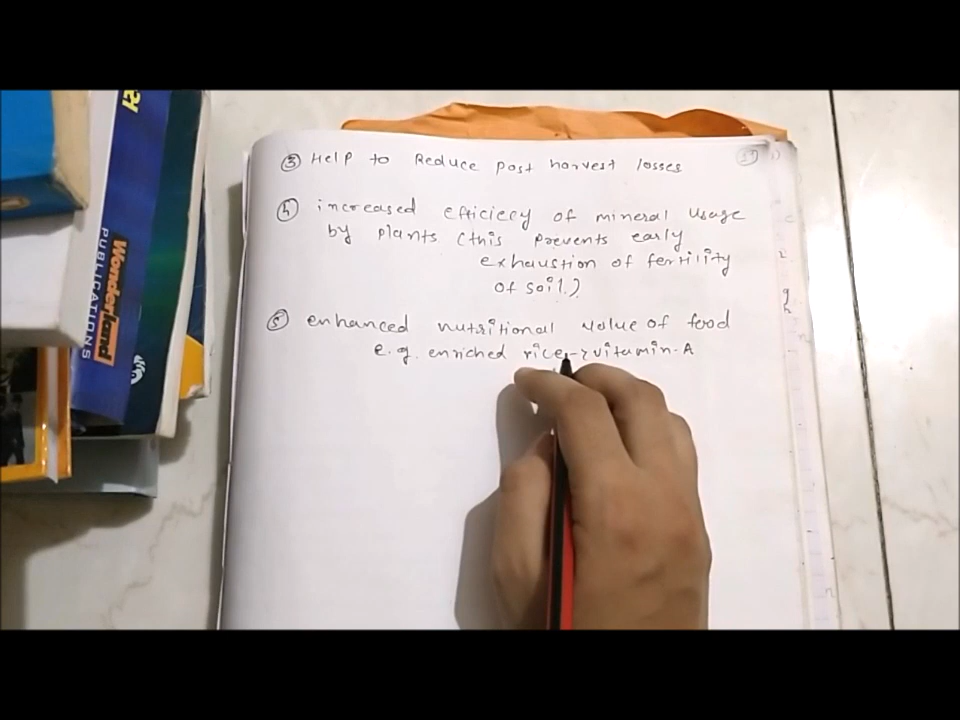 ③ Help to Reduce post harvest losses
④ increased efficiecy of mineral usage
by plants (this prevents early
exhaustion of fertility
of soil.)
⑤ enhanced nutritional value of food
e.g. enriched rice → vitamin-A
21
Wonderland
PUBLICATIONS